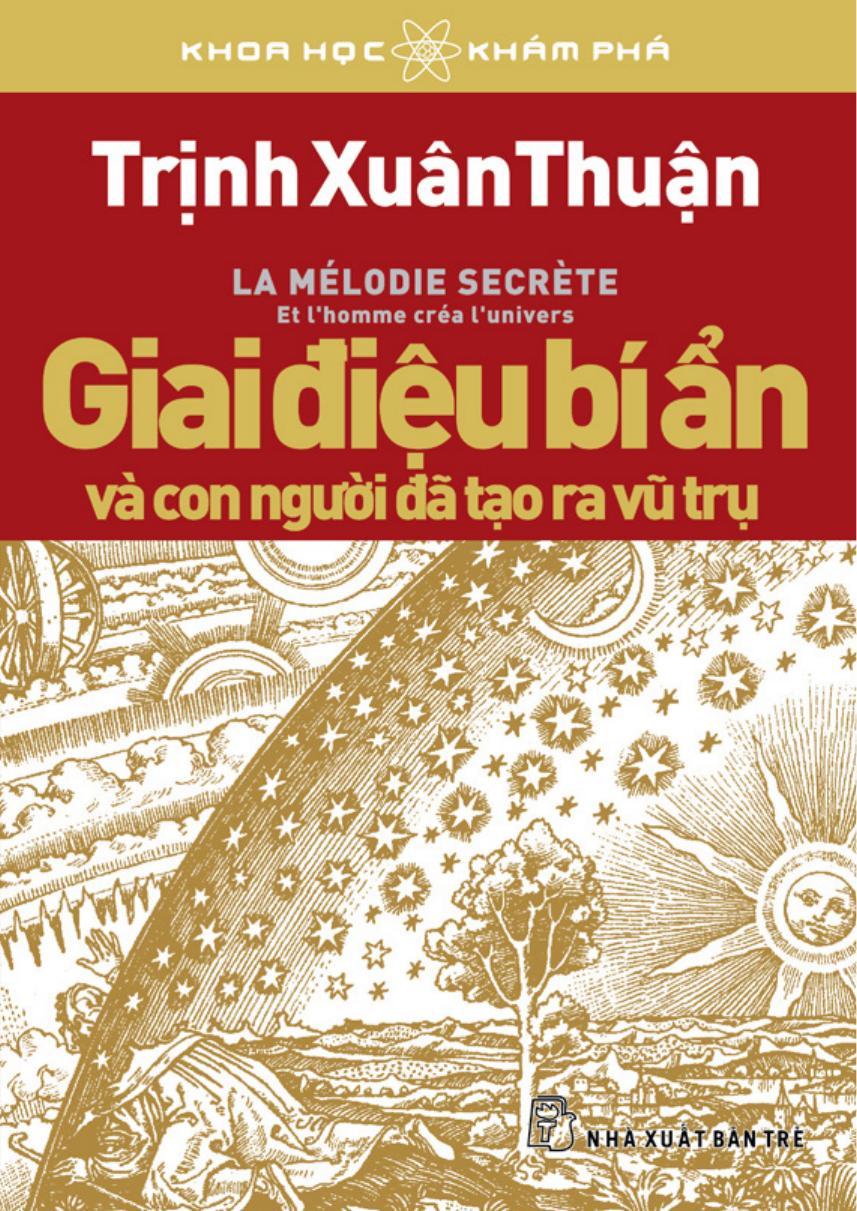 KHOA HỌC KHÁM PHÁ
Trịnh Xuân Thuận
LA MÉLODIE SECRÈTE
Et l'homme créa l'univers
Giai điệu bí ẩn
và con người đã tạo ra vũ trụ
NHÀ XUẤT BẢN TRẺ